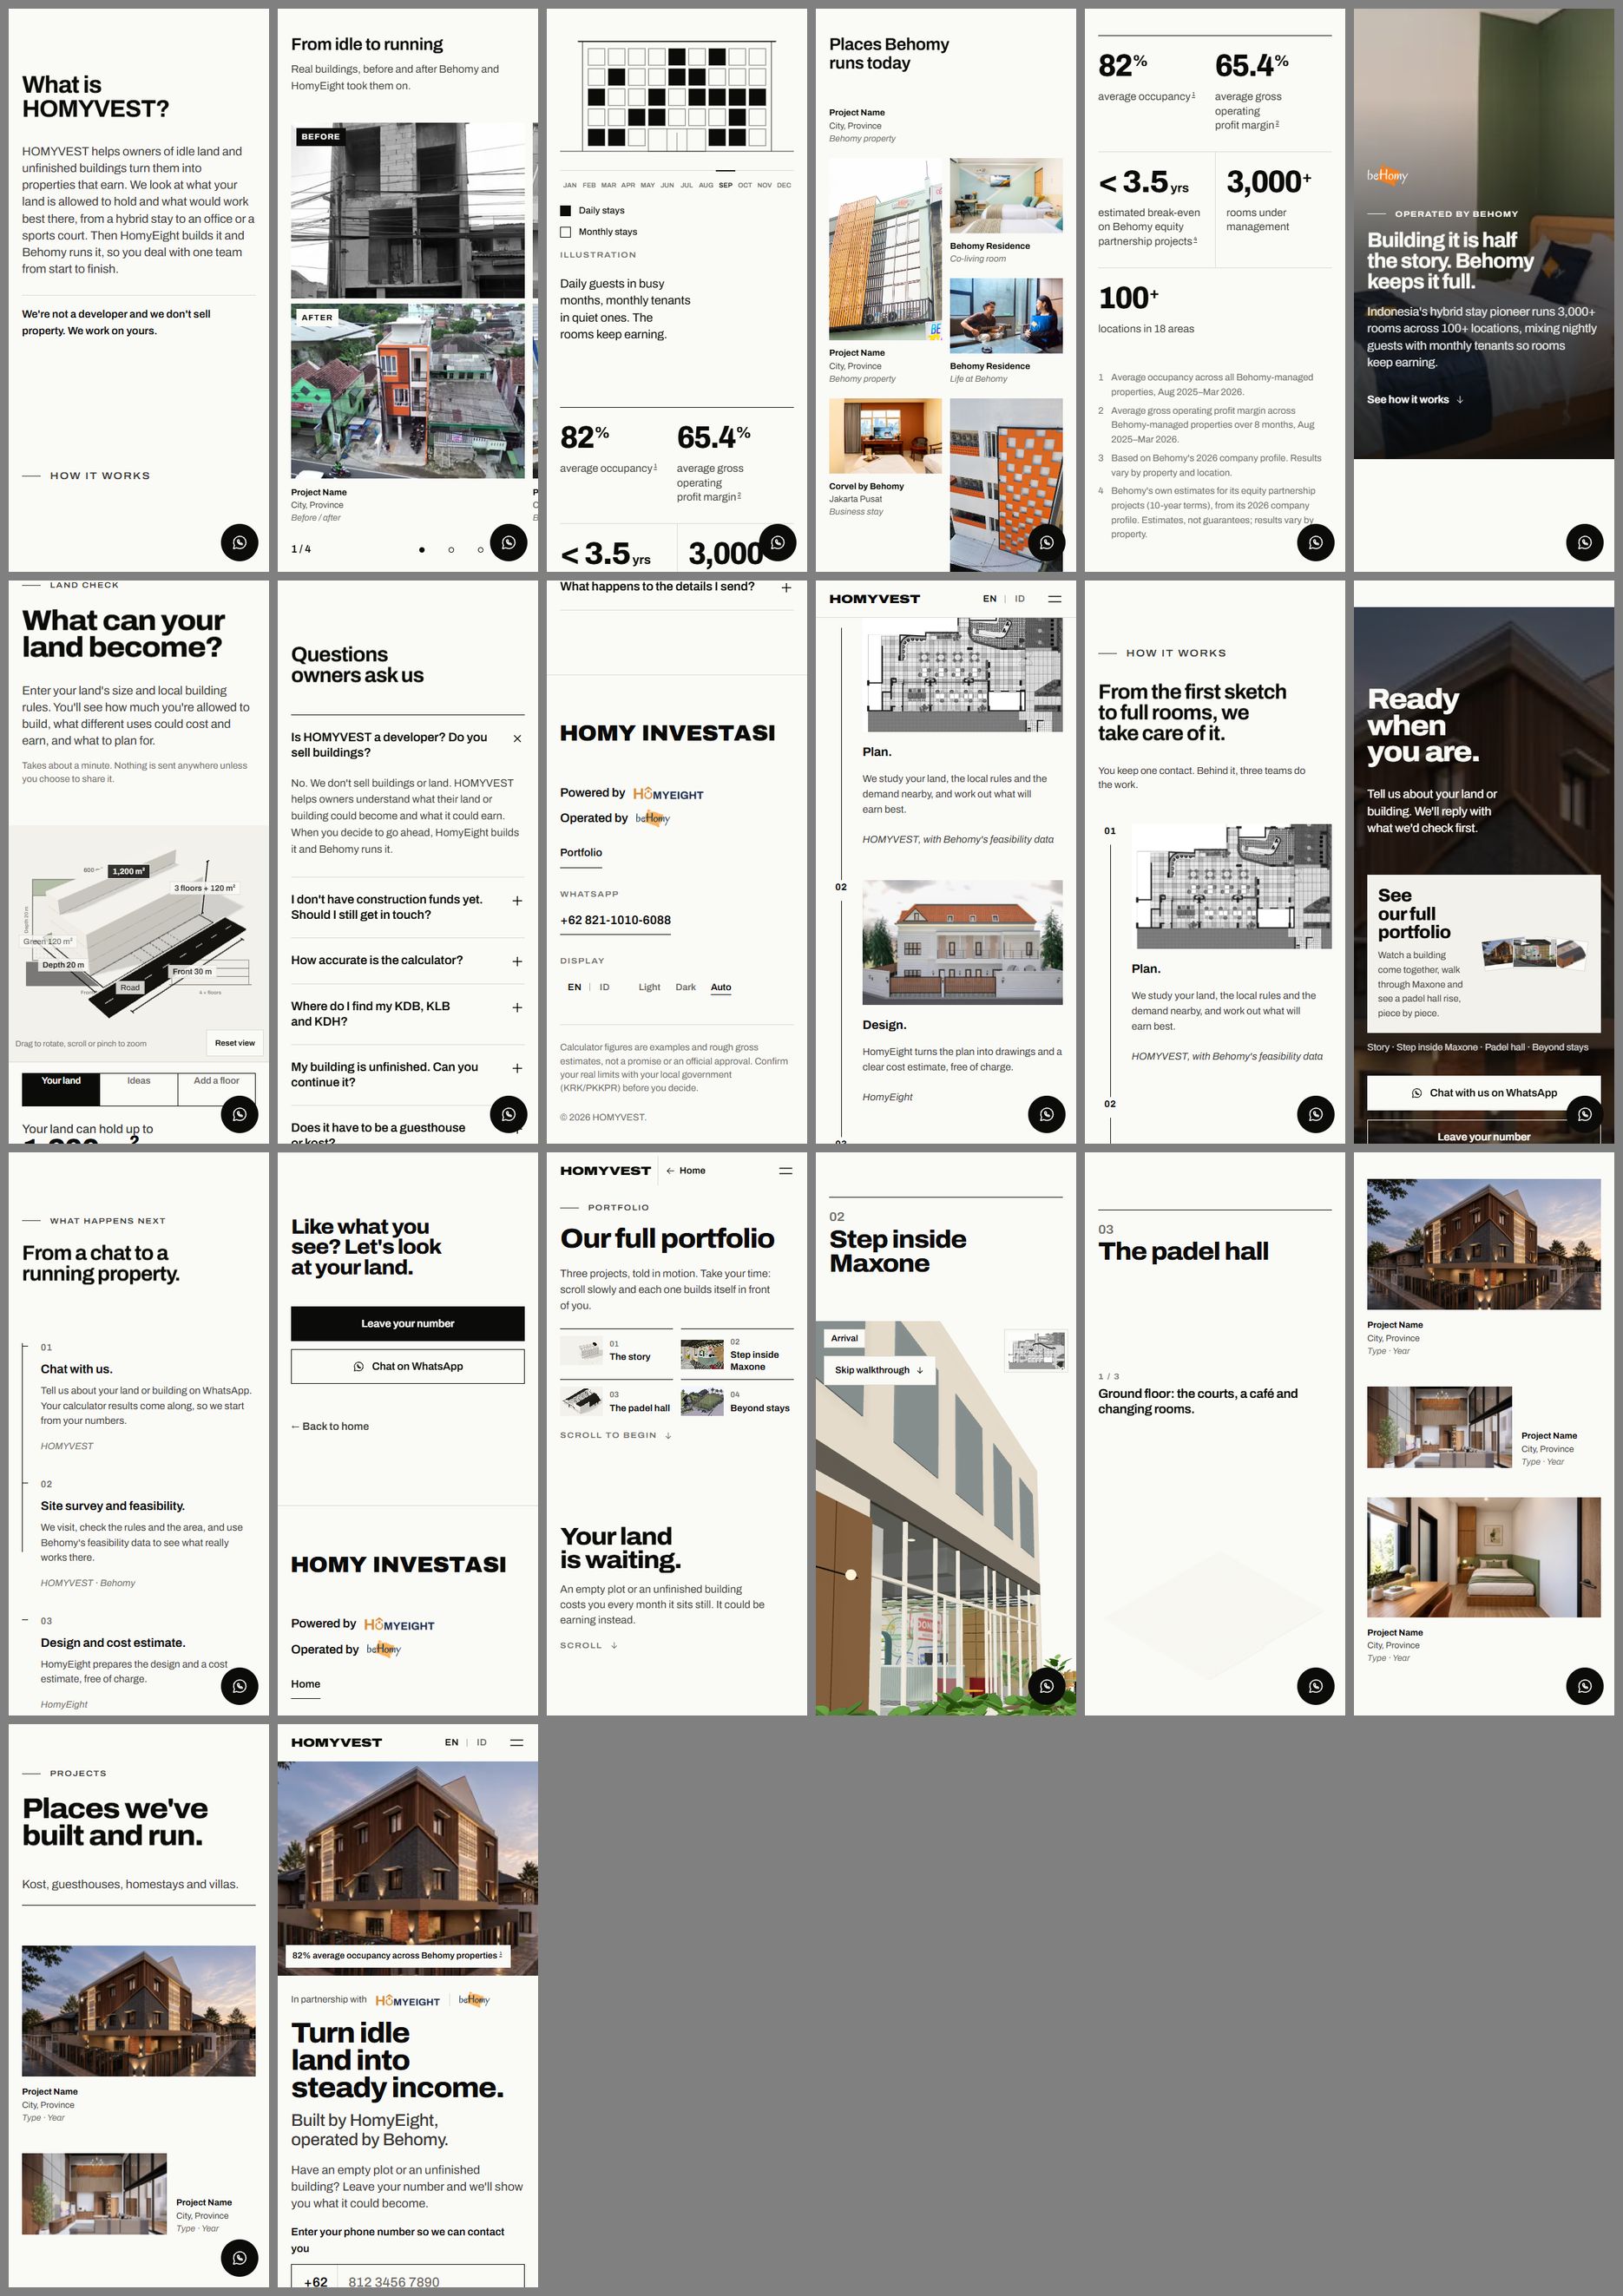 What is
HOMYVEST?
HOMYVEST helps owners of idle land and
unfinished buildings turn them into
properties that earn. We look at what your
land is allowed to hold and what would work
best there, from a hybrid stay to an office or a
sports court. Then HomyEight builds it and
Behomy runs it, so you deal with one team
from start to finish.
We're not a developer and we don't sell
property. We work on yours.
HOW IT WORKS
From idle to running
Real buildings, before and after Behomy and
HomyEight took them on.
BEFORE
AFTER
Project Name
City, Province
Before / after
1 / 4
JAN FEB MAR APR MAY JUN JUL AUG SEP OCT NOV DEC
Daily stays
Monthly stays
ILLUSTRATION
Daily guests in busy
months, monthly tenants
in quiet ones. The
rooms keep earning.
82% 65.4%
average occupancy1 average gross
operating
profit margin2
< 3.5 yrs 3,000
Places Behomy
runs today
Project Name
City, Province
Behomy property
Behomy Residence
Co-living room
Project Name
City, Province
Behomy property
Behomy Residence
Life at Behomy
Corvel by Behomy
Jakarta Pusat
Business stay
82% 65.4%
average occupancy1 average gross
operating
profit margin2
< 3.5 yrs 3,000+
estimated break-even
on Behomy equity
partnership projects4
rooms under
management
100+
locations in 18 areas
1 Average occupancy across all Behomy-managed
properties, Aug 2025–Mar 2026.
2 Average gross operating profit margin across
Behomy-managed properties over 8 months, Aug
2025–Mar 2026.
3 Based on Behomy's 2026 company profile. Results
vary by property and location.
4 Behomy's own estimates for its equity partnership
projects (10-year terms), from its 2026 company
profile. Estimates, not guarantees; results vary by
property.
beHomy
OPERATED BY BEHOMY
Building it is half
the story. Behomy
keeps it full.
Indonesia's hybrid stay pioneer runs 3,000+
rooms across 100+ locations, mixing nightly
guests with monthly tenants so rooms
keep earning.
See how it works ↓
LAND CHECK
What can your
land become?
Enter your land's size and local building
rules. You'll see how much you're allowed to
build, what different uses could cost and
earn, and what to plan for.
Takes about a minute. Nothing is sent anywhere unless
you choose to share it.
600
1,200 m²
3 floors + 120 m²
Depth 20 m
Green 120 m²
Depth 20 m
Front 30 m
Road
4 × floors
Drag to rotate, scroll or pinch to zoom
Reset view
Your land Ideas Add a floor
Your land can hold up to
Questions
owners ask us
Is HOMYVEST a developer? Do you
sell buildings?
No. We don't sell buildings or land. HOMYVEST
helps owners understand what their land or
building could become and what it could earn.
When you decide to go ahead, HomyEight builds
it and Behomy runs it.
I don't have construction funds yet.
Should I still get in touch?
How accurate is the calculator?
Where do I find my KDB, KLB
and KDH?
My building is unfinished. Can you
continue it?
Does it have to be a guesthouse
or kost?
What happens to the details I send?
HOMY INVESTASI
Powered by HOMYEIGHT
Operated by beHomy
Portfolio
WHATSAPP
+62 821-1010-6088
DISPLAY
EN | ID Light Dark Auto
Calculator figures are examples and rough gross
estimates, not a promise or an official approval. Confirm
your real limits with your local government
(KRK/PKKPR) before you decide.
© 2026 HOMYVEST.
HOMYVEST EN | ID
Plan.
We study your land, the local rules and the
demand nearby, and work out what will
earn best.
HOMYVEST, with Behomy's feasibility data
02
Design.
HomyEight turns the plan into drawings and a
clear cost estimate, free of charge.
HomyEight
03
HOW IT WORKS
From the first sketch
to full rooms, we
take care of it.
You keep one contact. Behind it, three teams do
the work.
01
Plan.
We study your land, the local rules and the
demand nearby, and work out what will
earn best.
HOMYVEST, with Behomy's feasibility data
02
Ready
when
you are.
Tell us about your land or
building. We'll reply with
what we'd check first.
See
our full
portfolio
Watch a building
come together, walk
through Maxone and
see a padel hall rise,
piece by piece.
Story · Step inside Maxone · Padel hall · Beyond stays
Chat with us on WhatsApp
Leave your number
WHAT HAPPENS NEXT
From a chat to a
running property.
01
Chat with us.
Tell us about your land or building on WhatsApp.
Your calculator results come along, so we start
from your numbers.
HOMYVEST
02
Site survey and feasibility.
We visit, check the rules and the area, and use
Behomy's feasibility data to see what really
works there.
HOMYVEST · Behomy
03
Design and cost estimate.
HomyEight prepares the design and a cost
estimate, free of charge.
HomyEight
Like what you
see? Let's look
at your land.
Leave your number
Chat on WhatsApp
← Back to home
HOMY INVESTASI
Powered by HOMYEIGHT
Operated by beHomy
Home
HOMYVEST ← Home
PORTFOLIO
Our full portfolio
Three projects, told in motion. Take your time:
scroll slowly and each one builds itself in front
of you.
01
The story
02
Step inside
Maxone
03
The padel hall
04
Beyond stays
SCROLL TO BEGIN ↓
Your land
is waiting.
An empty plot or an unfinished building
costs you every month it sits still. It could be
earning instead.
SCROLL ↓
02
Step inside
Maxone
Arrival
Skip walkthrough ↓
03
The padel hall
1 / 3
Ground floor: the courts, a café and
changing rooms.
Project Name
City, Province
Type · Year
Project Name
City, Province
Type · Year
Project Name
City, Province
Type · Year
PROJECTS
Places we've
built and run.
Kost, guesthouses, homestays and villas.
Project Name
City, Province
Type · Year
Project Name
City, Province
Type · Year
HOMYVEST EN | ID
82% average occupancy across Behomy properties 1
In partnership with HOMYEIGHT | beHomy
Turn idle
land into
steady income.
Built by HomyEight,
operated by Behomy.
Have an empty plot or an unfinished
building? Leave your number and we'll show
you what it could become.
Enter your phone number so we can contact
you
+62 812 3456 7890